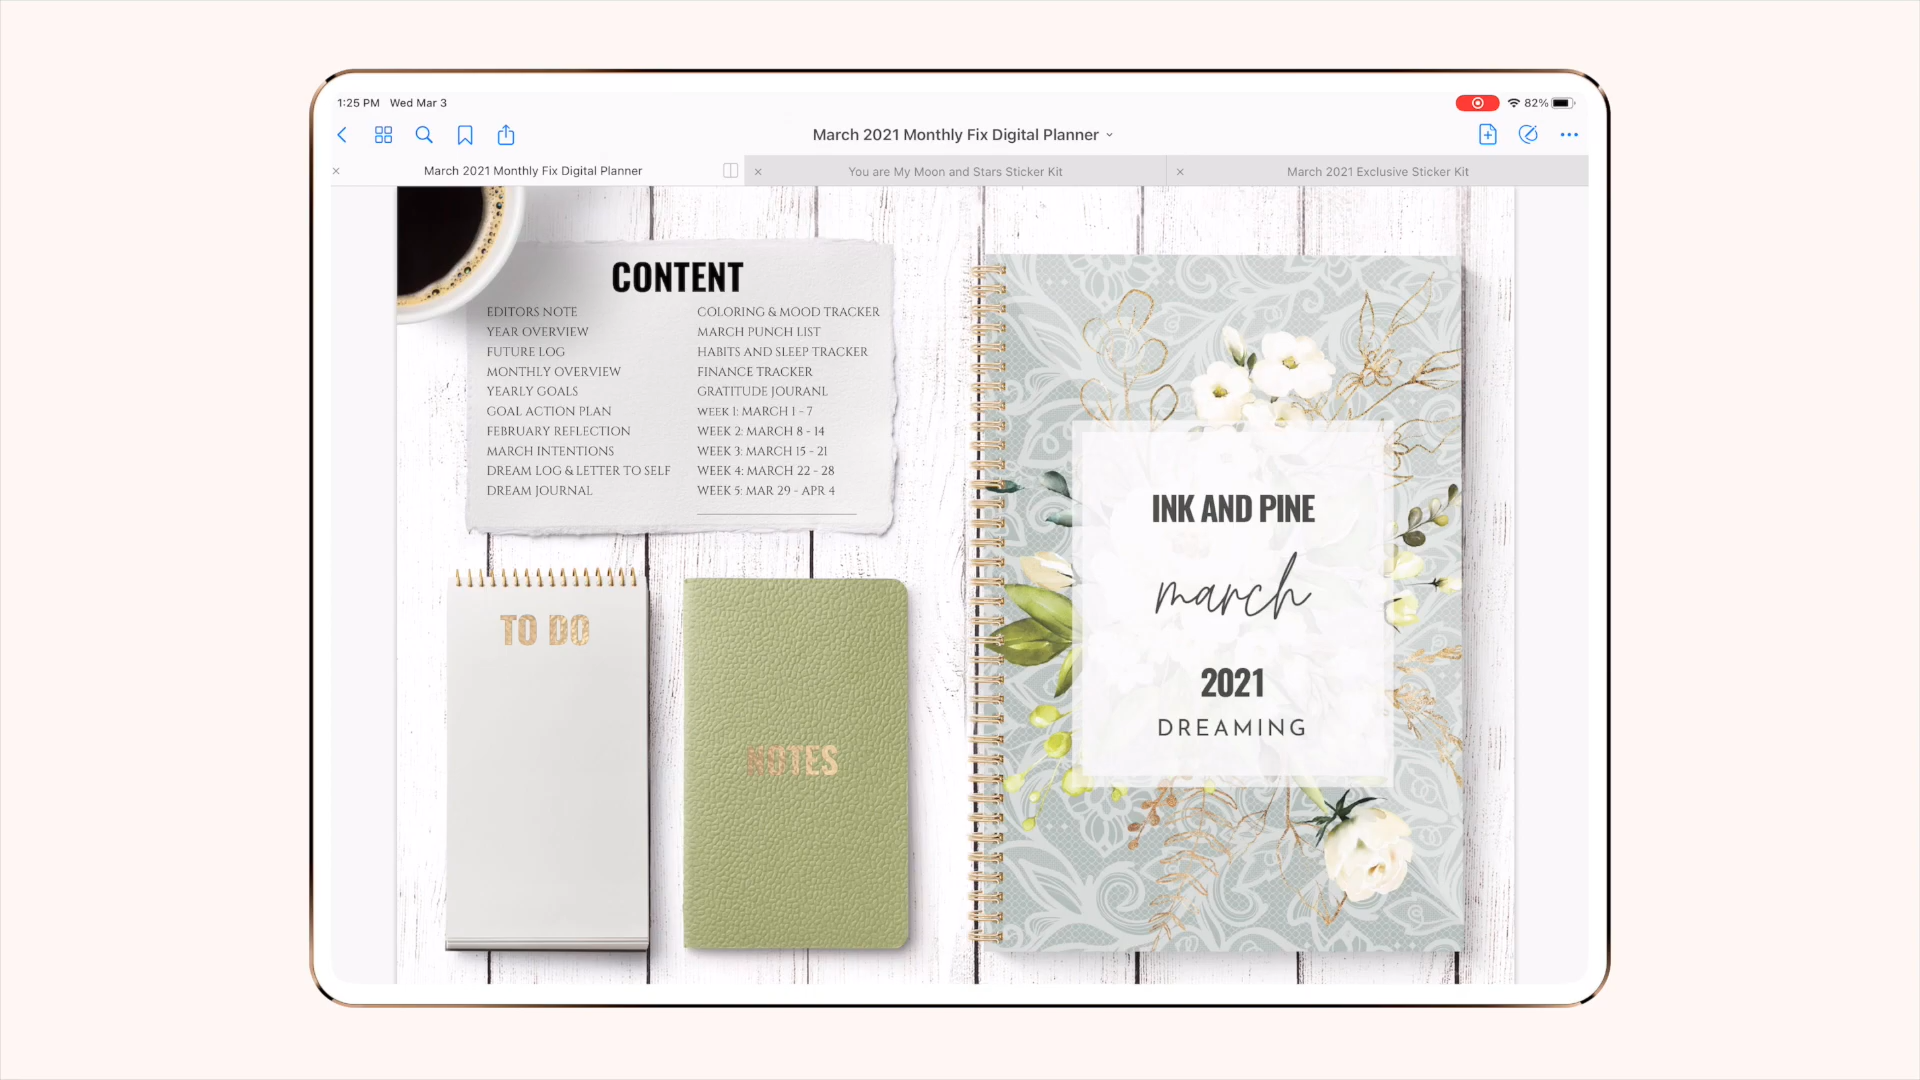 1:25 PM Wed Mar 3
82%
March 2021 Monthly Fix Digital Planner
March 2021 Monthly Fix Digital Planner
You are My Moon and Stars Sticker Kit
March 2021 Exclusive Sticker Kit
CONTENT
EDITORS NOTE
YEAR OVERVIEW
FUTURE LOG
MONTHLY OVERVIEW
YEARLY GOALS
GOAL ACTION PLAN
FEBRUARY REFLECTION
MARCH INTENTIONS
DREAM LOG & LETTER TO SELF
DREAM JOURNAL
COLORING & MOOD TRACKER
MARCH PUNCH LIST
HABITS AND SLEEP TRACKER
FINANCE TRACKER
GRATITUDE JOURANL
WEEK 1: MARCH 1 - 7
WEEK 2: MARCH 8 - 14
WEEK 3: MARCH 15 - 21
WEEK 4: MARCH 22 - 28
WEEK 5: MAR 29 - APR 4
TO DO
NOTES
INK AND PINE
march
2021
DREAMING